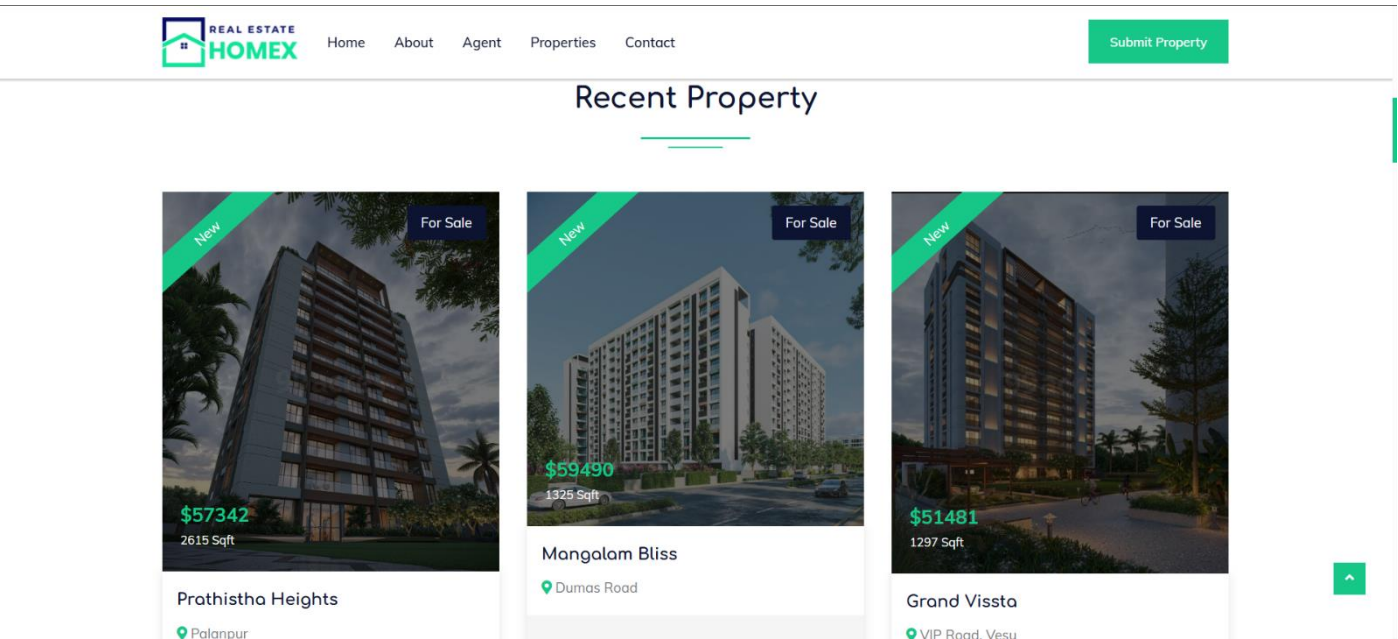 REAL ESTATE
HOMEX
Home About Agent Properties Contact
Submit Property
Recent Property
New
For Sale
$57342
2615 Sqft
Prathistha Heights
Palanpur
New
For Sale
$59490
1325 Sqft
Mangalam Bliss
Dumas Road
New
For Sale
$51481
1297 Sqft
Grand Vissta
VIP Road, Vesu